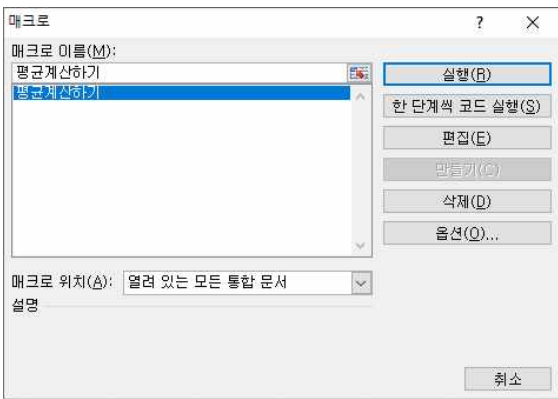 매크로
?
매크로 이름(M):
평균계산하기
평균계산하기
실행(R)
한 단계씩 코드 실행(S)
편집(E)
만들기(C)
삭제(D)
옵션(O)...
매크로 위치(A): 열려 있는 모든 통합 문서
설명
취소